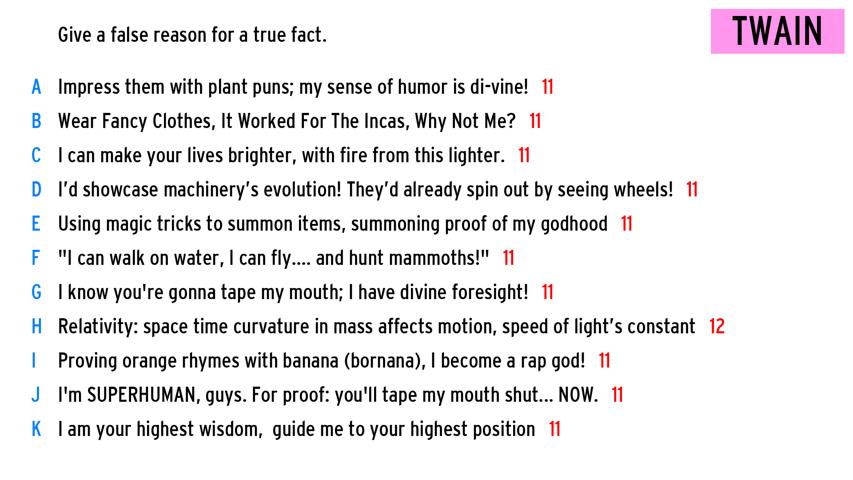 Give a false reason for a true fact.
TWAIN
A Impress them with plant puns; my sense of humor is di-vine! 11
B Wear Fancy Clothes, It Worked For The Incas, Why Not Me? 11
C I can make your lives brighter, with fire from this lighter. 11
D I'd showcase machinery's evolution! They'd already spin out by seeing wheels! 11
E Using magic tricks to summon items, summoning proof of my godhood 11
F "I can walk on water, I can fly.... and hunt mammoths!" 11
G I know you're gonna tape my mouth; I have divine foresight! 11
H Relativity: space time curvature in mass affects motion, speed of light's constant 12
I Proving orange rhymes with banana (bornana), I become a rap god! 11
J I'm SUPERHUMAN, guys. For proof: you'll tape my mouth shut... NOW. 11
K I am your highest wisdom, guide me to your highest position 11